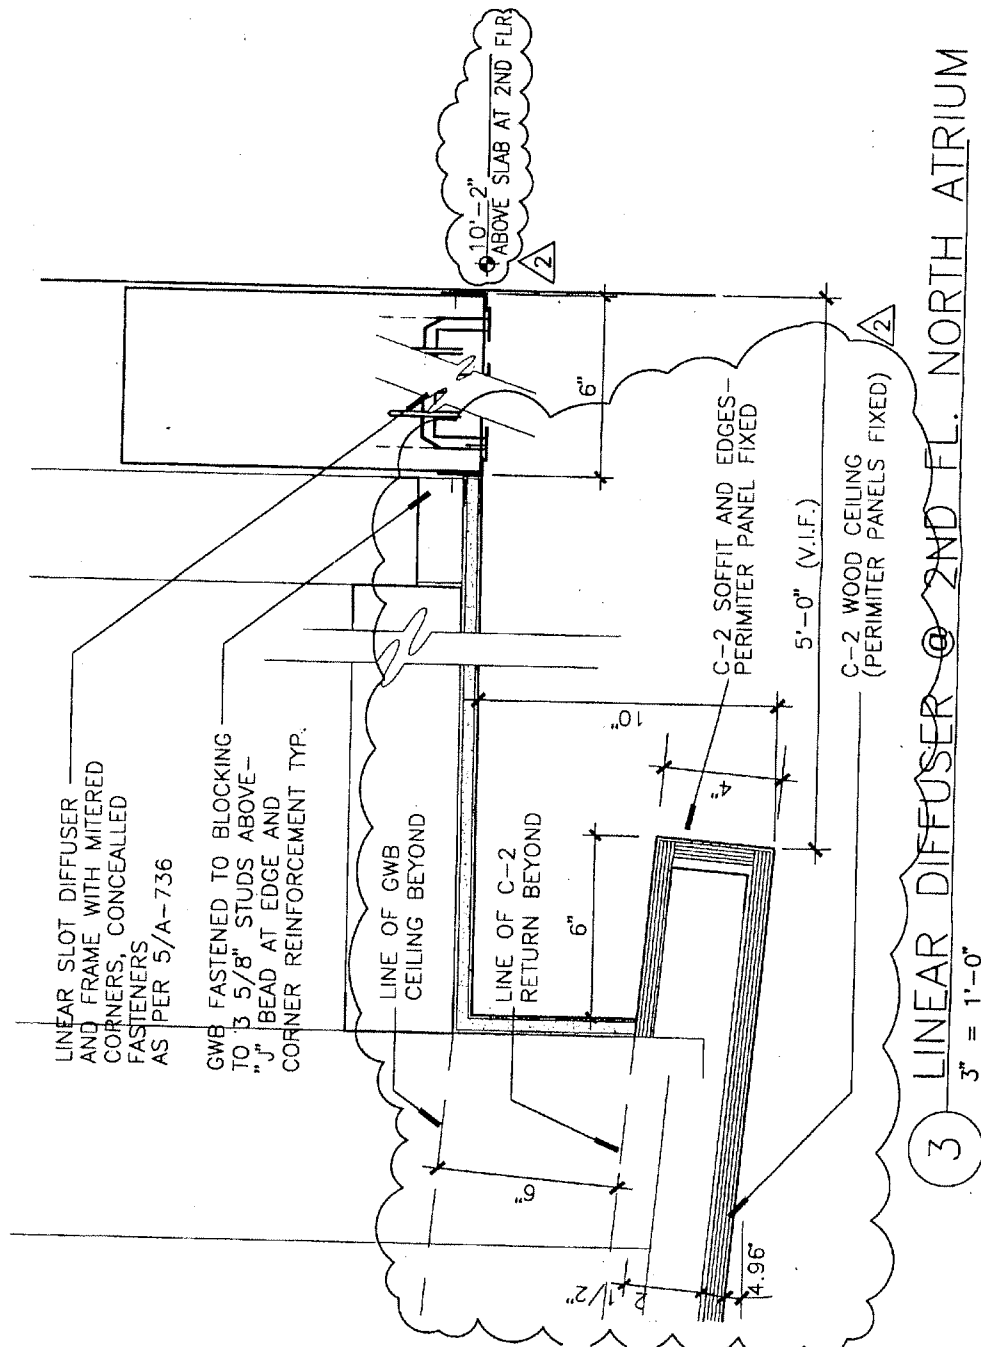 LINEAR SLOT DIFFUSER
AND FRAME WITH MITERED
CORNERS, CONCEALLED
FASTENERS
AS PER 5/A-736
GWB FASTENED TO BLOCKING
TO 3 5/8" STUDS ABOVE-
"J" BEAD AT EDGE AND
CORNER REINFORCEMENT TYP.
LINE OF GWB
CEILING BEYOND
LINE OF C-2
RETURN BEYOND
10'-2"
ABOVE SLAB AT 2ND FLR.
2
6"
10"
4"
6"
6"
C-2 SOFFIT AND EDGES-
PERIMITER PANEL FIXED
5'-0" (V.I.F.)
2
C-2 WOOD CEILING
(PERIMITER PANELS FIXED)
1/2"
4.96°
3
LINEAR DIFFUSER @ 2ND FL. NORTH ATRIUM
3" = 1'-0"